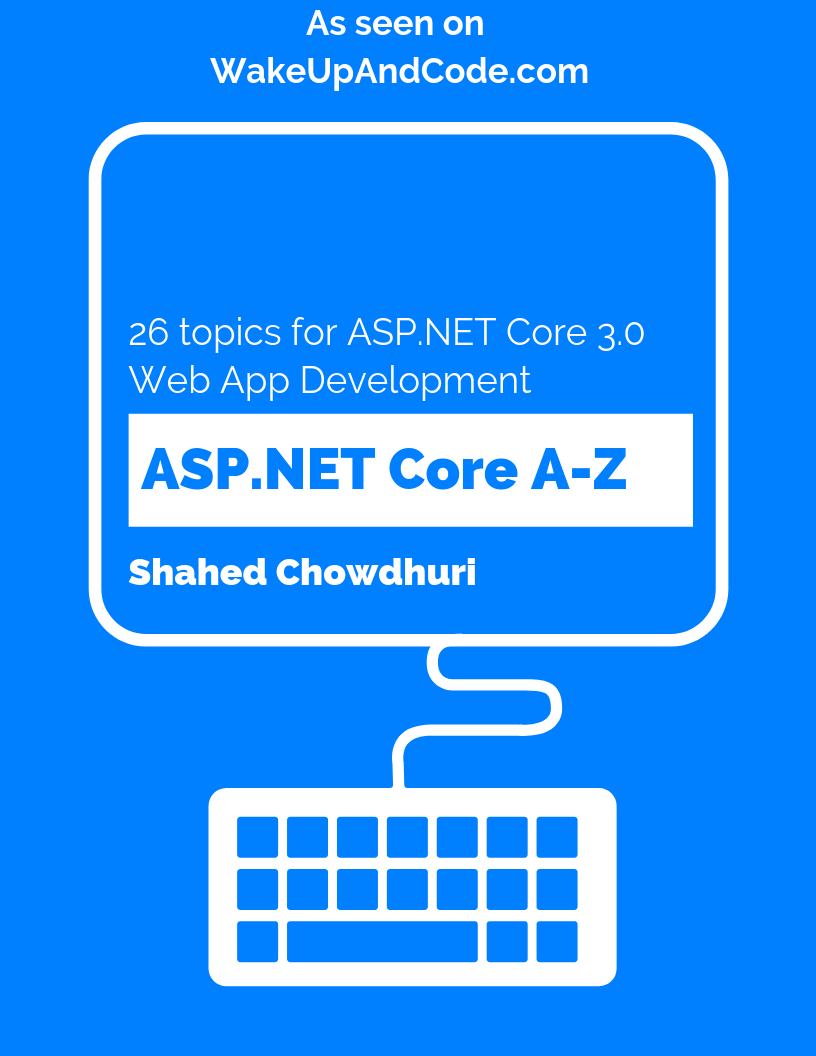 As seen on
WakeUpAndCode.com
26 topics for ASP.NET Core 3.0
Web App Development
ASP.NET Core A-Z
Shahed Chowdhuri